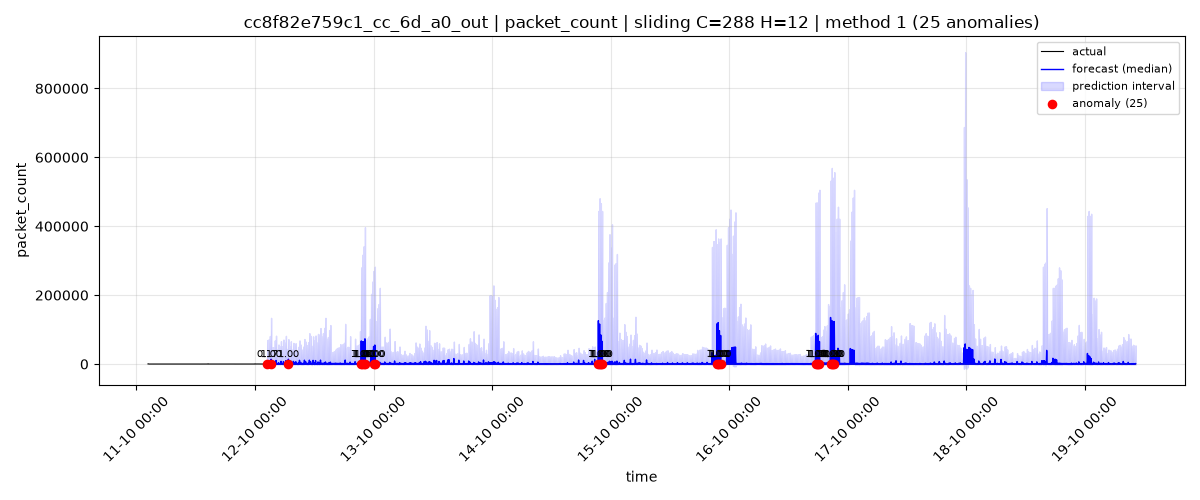 cc8f82e759c1_cc_6d_a0_out | packet_count | sliding C=288 H=12 | method 1 (25 anomalies)
actual
forecast (median)
prediction interval
anomaly (25)
packet_count
800000
600000
400000
200000
0
11-10 00:00
12-10 00:00
13-10 00:00
14-10 00:00
15-10 00:00
16-10 00:00
17-10 00:00
18-10 00:00
19-10 00:00
time